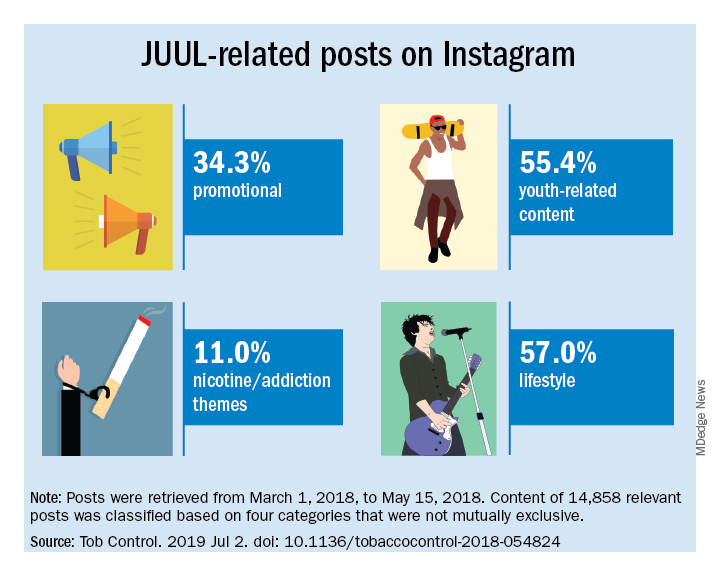 JUUL-related posts on Instagram
34.3%
promotional
55.4%
youth-related
content
11.0%
nicotine/addiction
themes
57.0%
lifestyle
MDedge News
Note: Posts were retrieved from March 1, 2018, to May 15, 2018. Content of 14,858 relevant
posts was classified based on four categories that were not mutually exclusive.
Source: Tob Control. 2019 Jul 2. doi: 10.1136/tobaccocontrol-2018-054824